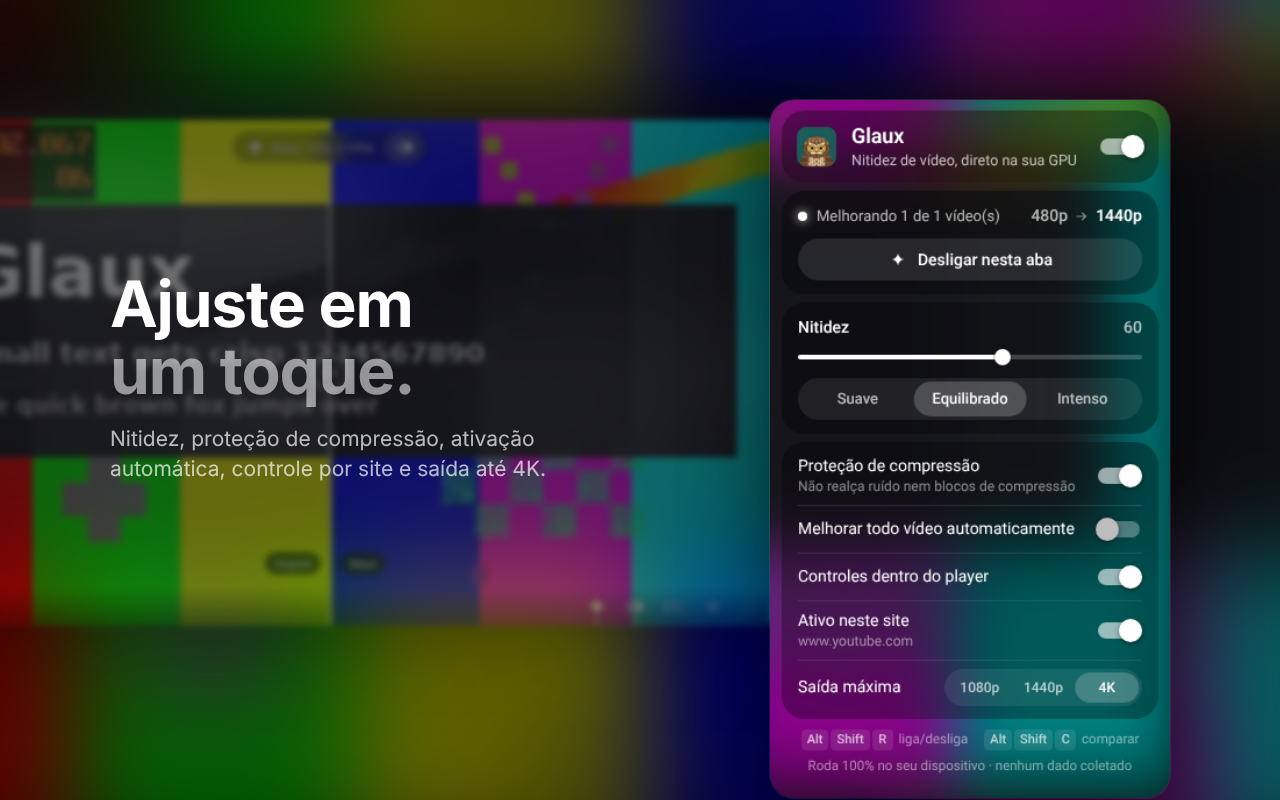 Glaux
Ajuste em
um toque.
Nitidez, proteção de compressão, ativação
automática, controle por site e saída até 4K.
Glaux
Nitidez de vídeo, direto na sua GPU
Melhorando 1 de 1 vídeo(s) 480p → 1440p
✦ Desligar nesta aba
Nitidez 60
Suave Equilibrado Intenso
Proteção de compressão
Não realça ruído nem blocos de compressão
Melhorar todo vídeo automaticamente
Controles dentro do player
Ativo neste site
www.youtube.com
Saída máxima 1080p 1440p 4K
Alt Shift R liga/desliga Alt Shift C comparar
Roda 100% no seu dispositivo · nenhum dado coletado